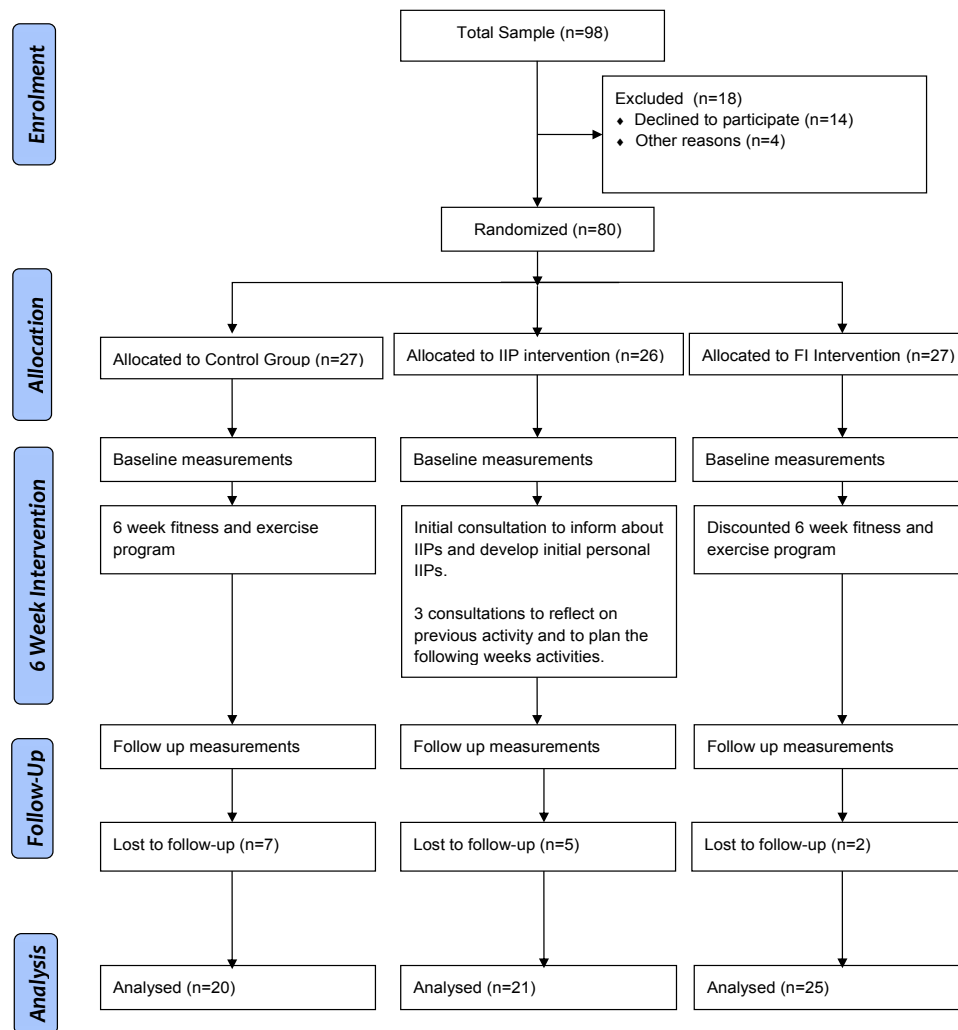 Enrolment
Total Sample (n=98)
Excluded (n=18)
♦ Declined to participate (n=14)
♦ Other reasons (n=4)
Randomized (n=80)
Allocation
Allocated to Control Group (n=27)
Allocated to IIP intervention (n=26)
Allocated to FI Intervention (n=27)
6 Week Intervention
Baseline measurements
Baseline measurements
Baseline measurements
6 week fitness and exercise
program
Initial consultation to inform about
IIPs and develop initial personal
IIPs.
3 consultations to reflect on
previous activity and to plan the
following weeks activities.
Discounted 6 week fitness and
exercise program
Follow-Up
Follow up measurements
Follow up measurements
Follow up measurements
Lost to follow-up (n=7)
Lost to follow-up (n=5)
Lost to follow-up (n=2)
Analysis
Analysed (n=20)
Analysed (n=21)
Analysed (n=25)